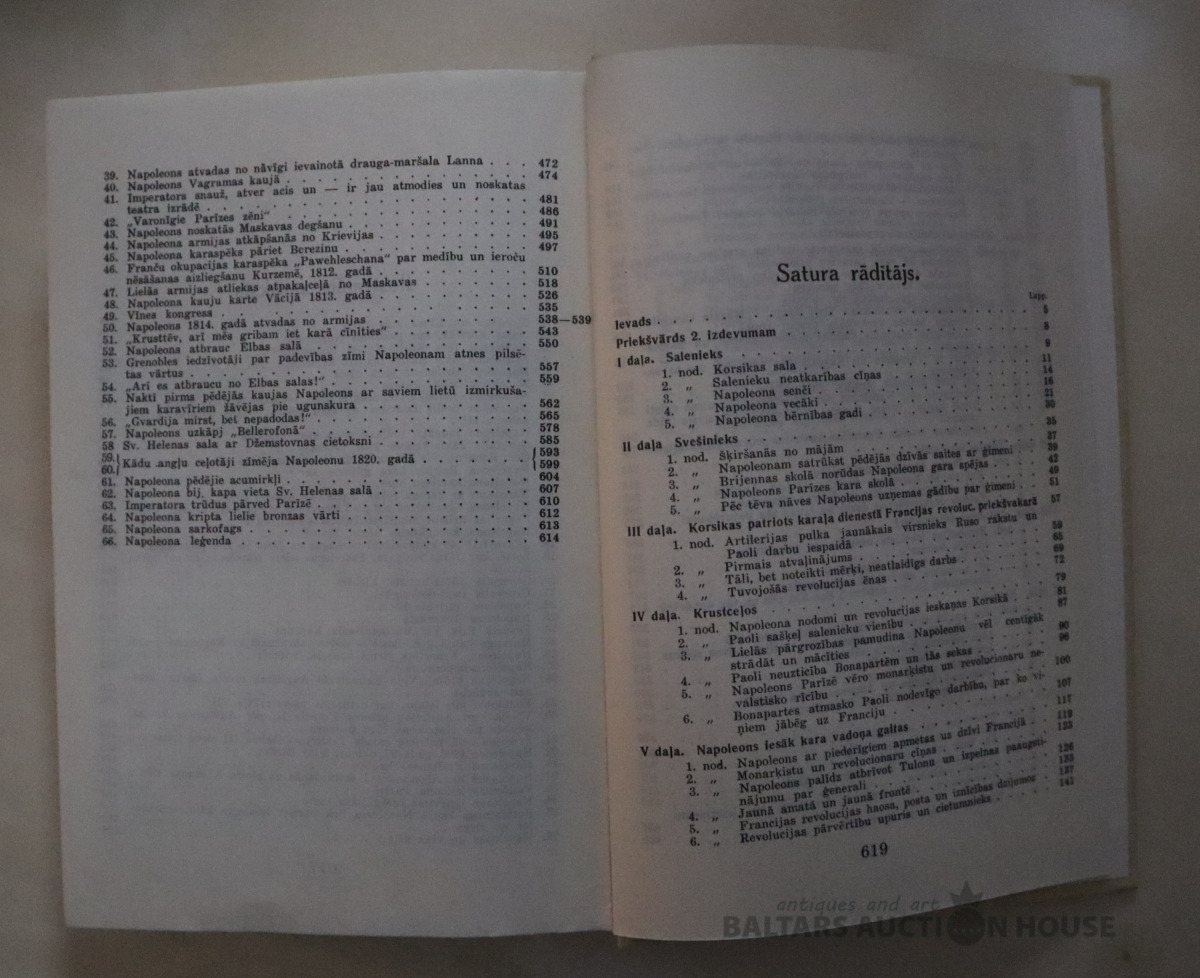 39. Napoleons atvadas no nāvīgi ievainotā drauga-maršala Lanna . . . 472
40. Napoleons Vagramas kaujā . . . 474
41. Imperators snauž, atver acis un — ir jau atmodies un noskatas
teatra izrādē . . . 481
42. „Varonīgie Parīzes zēni“ . . . 486
43. Napoleons noskatās Maskavas degšanu . . . 491
44. Napoleona armijas atkāpšanās no Krievijas . . . 495
45. Napoleona karaspēks pāriet Berezinu . . . 497
46. Franču okupacijas karaspēka „Pawehleschana“ par medību un ieroču
nēsāšanas aizliegšanu Kurzemē, 1812. gadā . . . 510
47. Lielās armijas atliekas atpakaļceļā no Maskavas . . . 518
48. Napoleona kauju karte Vācijā 1813. gadā . . . 526
49. Vīnes kongress . . . 535
50. Napoleons 1814. gadā atvadas no armijas . . . 538—539
51. „Krusttēv, arī mēs gribam iet karā cīnīties“ . . . 543
52. Napoleons atbrauc Elbas salā . . . 550
53. Grenobles iedzīvotāji par padevības zīmi Napoleonam atnes pilsē-
tas vārtus . . . 557
54. „Arī es atbraucu no Elbas salas!“ . . . 559
55. Naktī pirms pēdējās kaujas Napoleons ar saviem lietū izmirkuša-
jiem karavīriem žāvējas pie ugunskura . . . 562
56. „Gvardija mirst, bet nepadodas!“ . . . 565
57. Napoleons uzkāpj „Bellerofonā“ . . . 578
58 Sv. Helenas sala ar Džemstovnas cietoksni . . . 585
59. 593
60. Kādu angļu ceļotāji zīmēja Napoleonu 1820. gadā . . . 599
61. Napoleona pēdējie acumirkļi . . . 604
62. Napoleona bij. kapa vieta Sv. Helenas salā . . . 607
63. Imperatora trūdus pārved Parīzē . . . 610
64. Napoleona kripta lielie bronzas vārti . . . 612
65. Napoleona sarkofags . . . 613
66. Napoleona leģenda . . . 614
Satura rādītājs.
Lapp.
Ievads . . . 5
Priekšvārds 2. izdevumam . . . 8
I daļa. Salenieks . . . 9
1. nod. Korsikas sala . . . 11
2. „ Salenieku neatkarības cīņas . . . 14
3. „ Napoleona senči . . . 16
4. „ Napoleona vecāki . . . 21
5. „ Napoleona bērnības gadi . . . 30
II daļa Svešinieks . . . 35
1. nod. Šķiršanās no mājām . . . 37
2. „ Napoleonam satrūkst pēdējās dzīvās saites ar ģimeni . . . 39
3. „ Brijennas skolā norūdas Napoleona gara spējas . . . 42
4. „ Napoleons Parīzes kara skolā . . . 49
5. „ Pēc tēva nāves Napoleons uzņemas gādību par ģimeni . . . 51
III daļa. Korsikas patriots karaļa dienestā Francijas revoluc. priekšvakarā 57
1. nod. Artilerijas pulka jaunākais virsnieks Ruso rakstu un
Paoli darbu iespaidā . . . 59
2. „ Pirmais atvaļinājums . . . 65
3. „ Tāli, bet noteikti mērķi, neatlaidīgs darbs . . . 69
4. „ Tuvojošās revolucijas ēnas . . . 72
IV daļa. Krustceļos . . . 79
1. nod. Napoleona nodomi un revolucijas ieskaņas Korsikā . . . 81
2. „ Paoli sašķeļ salenieku vienību . . . 87
3. „ Lielās pārgrozības pamudina Napoleonu vēl centīgāk
strādāt un mācīties . . . 90
4. „ Paoli neuzticība Bonapartēm un tās sekas . . . 96
5. „ Napoleons Parīzē vēro monarķistu un revolucionaru ne-
valstisko rīcību . . . 100
6. „ Bonapartes atmasko Paoli nodevīgo darbību, par ko vi-
ņiem jābēg uz Franciju . . . 107
V daļa. Napoleons iesāk kara vadoņa gaitas . . . 117
1. nod. Napoleons ar piederīgiem apmetas uz dzīvi Francijā . . . 119
2. „ Monarķistu un revolucionaru cīņas . . . 123
3. „ Napoleons palīdz atbrīvot Tulonu un izpelnas paaugsti-
nājumu par ģenerali . . . 126
4. „ Jaunā amatā un jaunā frontē . . . 133
5. „ Francijas revolucijas haosa, posta un iznīcības dzijumos . . . 137
6. „ Revolucijas pārvērtību upuris un cietumnieks . . . 141
619
antiques and art
BALTARS AUCTION HOUSE